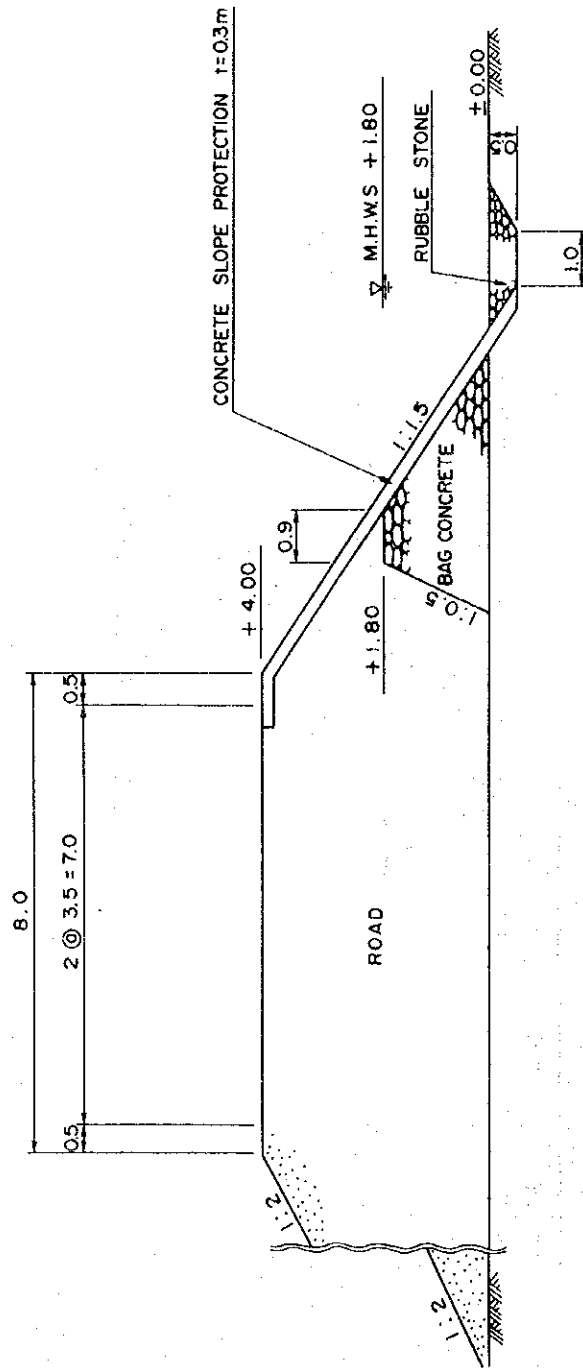 8.0
0.5
2 @ 3.5 = 7.0
0.5
+ 4.00
0.9
CONCRETE SLOPE PROTECTION t=0.3m
M.H.W.S + 1.80
RUBBLE STONE
1:2
1:1.5
+ 1.80
ROAD
BAG CONCRETE
1:0.5
± 0.00
0.5
1:2
1.0